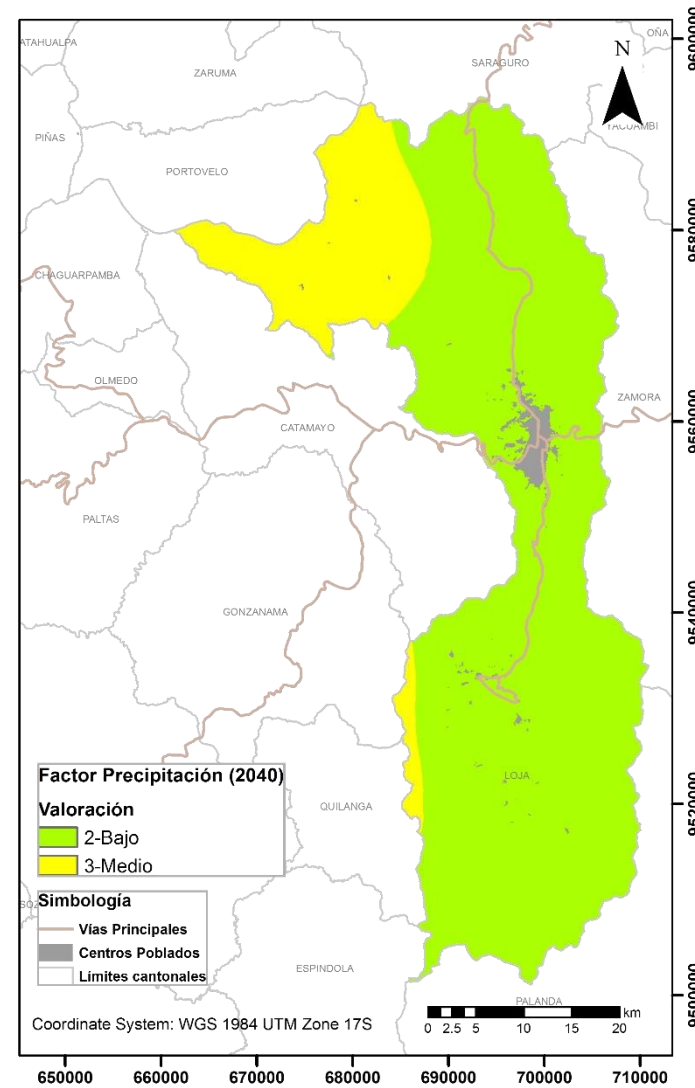 OÑA
9600000
ATAHUALPA
N
SARAGURO
ZARUMA
YACUAMBI
PIÑAS
PORTOVELO
9580000
CHAGUARPAMBA
OLMEDO
ZAMORA
CATAMAYO
9560000
PALTAS
GONZANAMA
9540000
Factor Precipitación (2040)
Valoración
2-Bajo
3-Medio
LOJA
QUILANGA
9520000
Simbología
Vías Principales
Centros Poblados
Límites cantonales
ESPINDOLA
PALANDA
9500000
Coordinate System: WGS 1984 UTM Zone 17S
km
0 2.5 5 10 15 20
650000 660000 670000 680000 690000 700000 710000